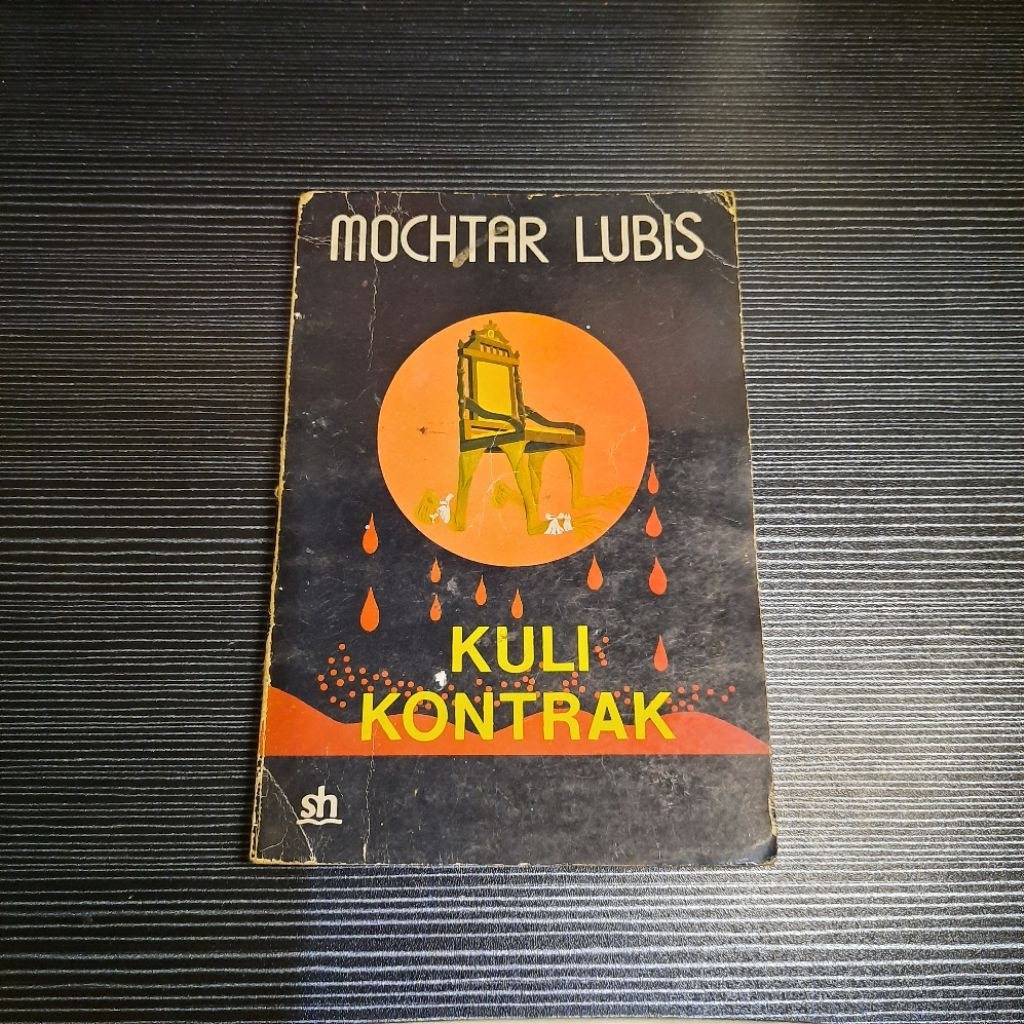 MOCHTAR LUBIS
KULI
KONTRAK
sh